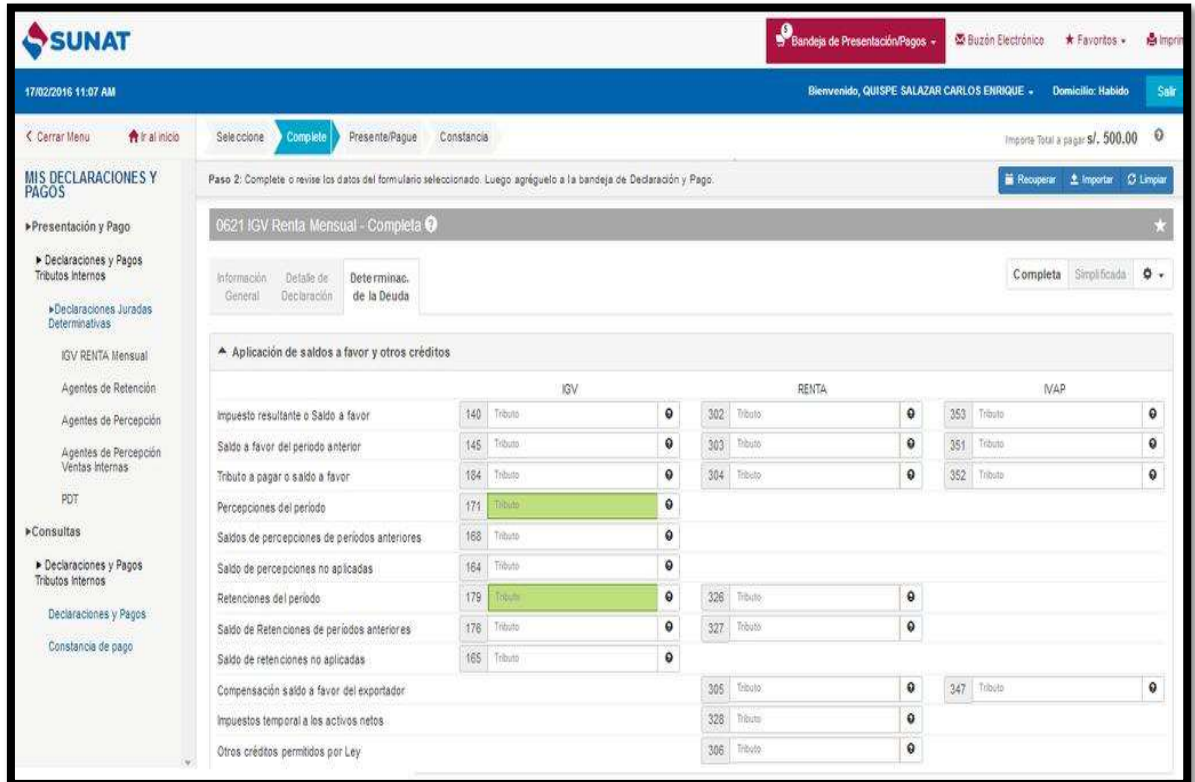 SUNAT
5
Bandeja de Presentación/Pagos
Buzón Electrónico
Favoritos
17/02/2016 11:07 AM
Bienvenido, QUISPE SALAZAR CARLOS ENRIQUE
Domicilio: Habido
Salir
Cerrar Menu
Ir al inicio
Seleccione
Complete
Presente/Pague
Constancia
Importe Total a pagar s/. 500.00
MIS DECLARACIONES Y PAGOS
Paso 2: Complete o revise los datos del formulario seleccionado. Luego agréguelo a la bandeja de Declaración y Pago.
Recuperar
Importar
Limpiar
Presentación y Pago
Declaraciones y Pagos Tributos Internos
Declaraciones Juradas Determinativas
IGV RENTA Mensual
Agentes de Retención
Agentes de Percepción
Agentes de Percepción Ventas Internas
PDT
Consultas
Declaraciones y Pagos Tributos Internos
Declaraciones y Pagos
Constancia de pago
0621 IGV Renta Mensual - Completa
Información General
Detalle de Declaración
Determinac. de la Deuda
Completa
Simplificada
Aplicación de saldos a favor y otros créditos
IGV RENTA IVAP
Impuesto resultante o Saldo a favor 140 Tributo 302 Tributo 353 Tributo
Saldo a favor del periodo anterior 145 Tributo 303 Tributo 351 Tributo
Tributo a pagar o saldo a favor 184 Tributo 304 Tributo 352 Tributo
Percepciones del período 171 Tributo
Saldos de percepciones de períodos anteriores 168 Tributo
Saldo de percepciones no aplicadas 164 Tributo
Retenciones del período 179 Tributo 326 Tributo
Saldo de Retenciones de períodos anteriores 176 Tributo 327 Tributo
Saldo de retenciones no aplicadas 165 Tributo
Compensación saldo a favor del exportador 305 Tributo 347 Tributo
Impuestos temporal a los activos netos 328 Tributo
Otros créditos permitidos por Ley 306 Tributo